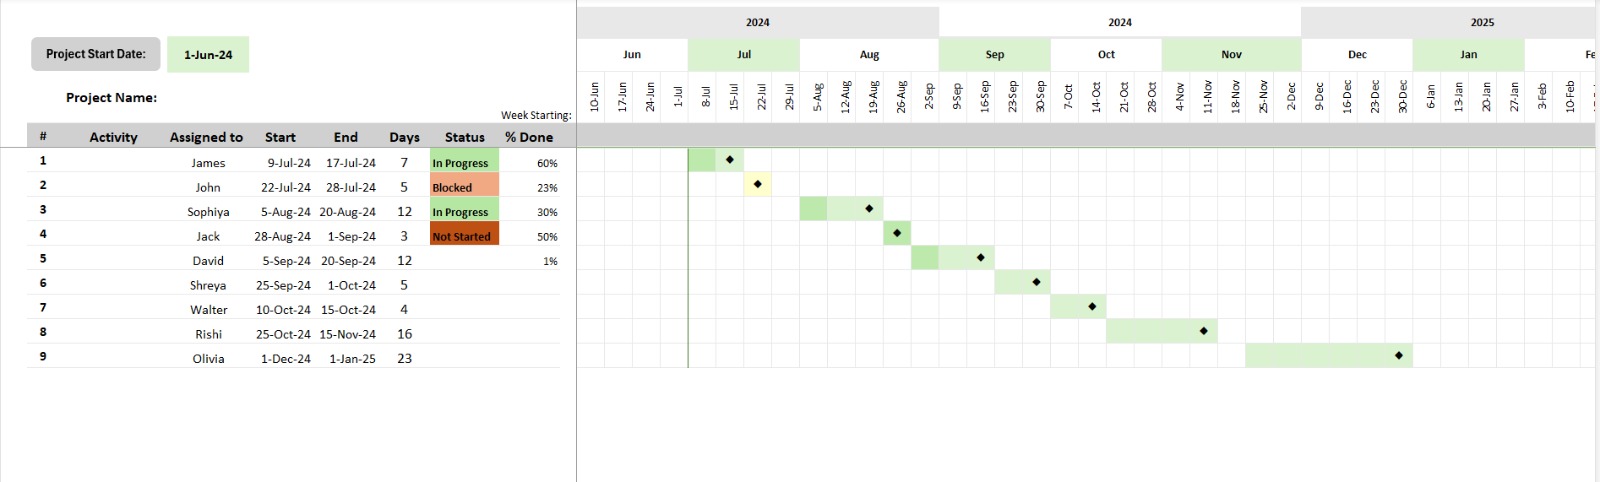 2024 2024 2025
Project Start Date: 1-Jun-24 Jun Jul Aug Sep Oct Nov Dec Jan Fe
Project Name:
10-Jun 17-Jun 24-Jun 1-Jul 8-Jul 15-Jul 22-Jul 29-Jul 5-Aug 12-Aug 19-Aug 26-Aug 2-Sep 9-Sep 16-Sep 23-Sep 30-Sep 7-Oct 14-Oct 21-Oct 28-Oct 4-Nov 11-Nov 18-Nov 25-Nov 2-Dec 9-Dec 16-Dec 23-Dec 30-Dec 6-Jan 13-Jan 20-Jan 27-Jan 3-Feb 10-Feb
Week Starting:
# Activity Assigned to Start End Days Status % Done
1 James 9-Jul-24 17-Jul-24 7 In Progress 60%
2 John 22-Jul-24 28-Jul-24 5 Blocked 23%
3 Sophiya 5-Aug-24 20-Aug-24 12 In Progress 30%
4 Jack 28-Aug-24 1-Sep-24 3 Not Started 50%
5 David 5-Sep-24 20-Sep-24 12 1%
6 Shreya 25-Sep-24 1-Oct-24 5
7 Walter 10-Oct-24 15-Oct-24 4
8 Rishi 25-Oct-24 15-Nov-24 16
9 Olivia 1-Dec-24 1-Jan-25 23